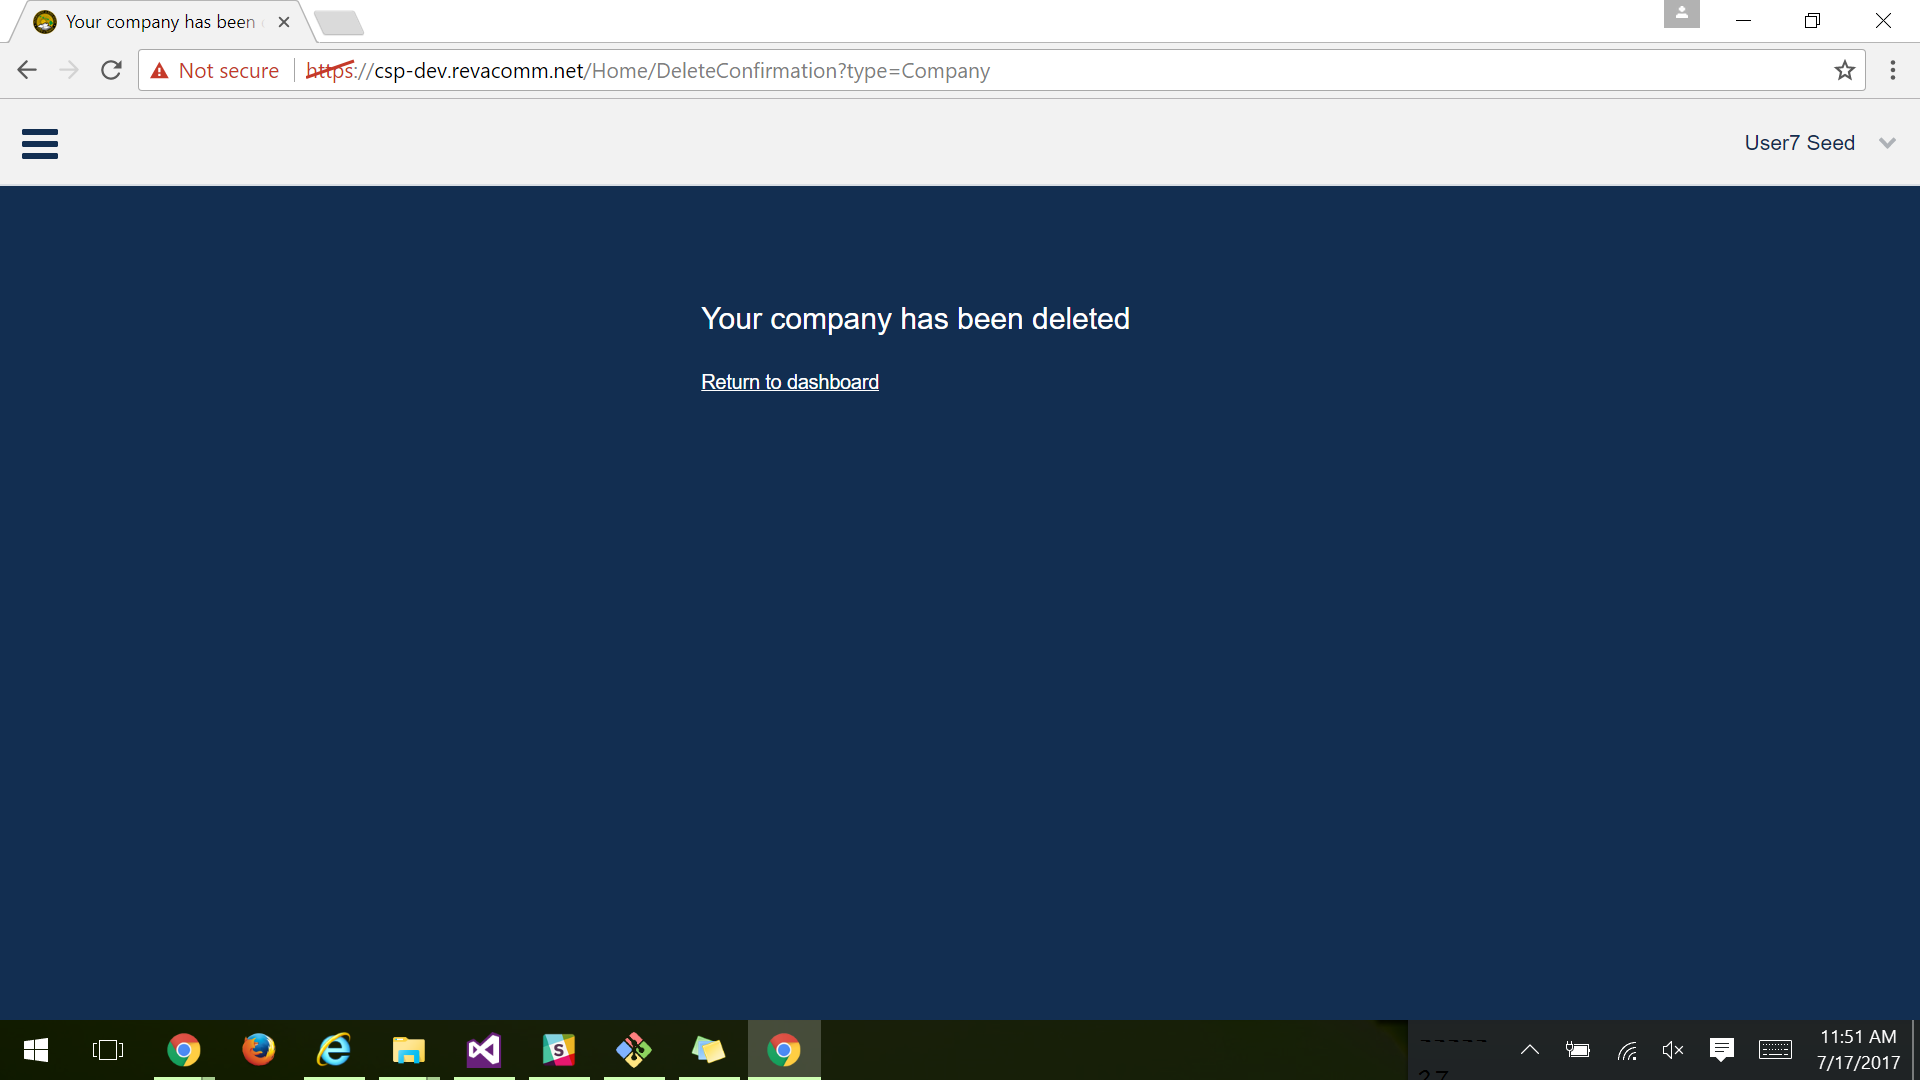 Your company has been
Not secure
https://csp-dev.revacomm.net/Home/DeleteConfirmation?type=Company
User7 Seed
Your company has been deleted
Return to dashboard
11:51 AM
7/17/2017